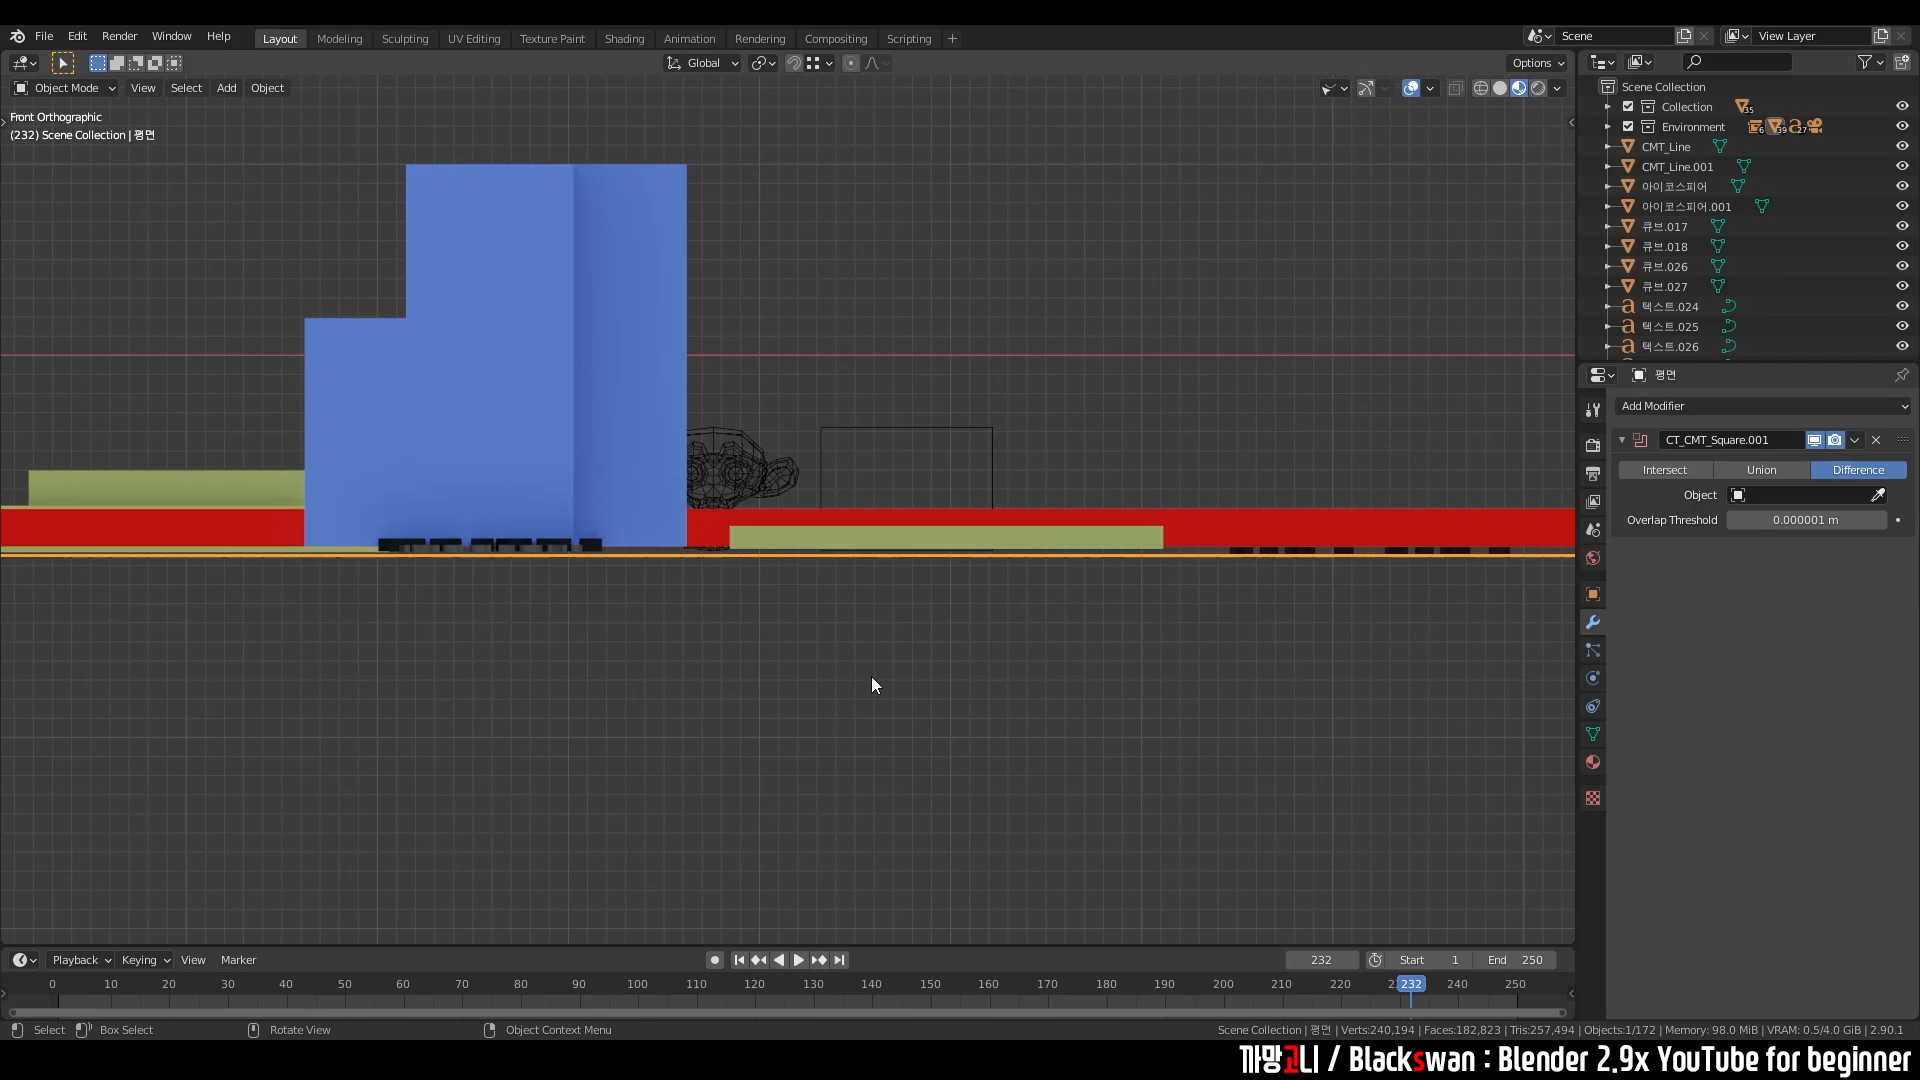 File Edit Render Window Help
Layout Modeling Sculpting UV Editing Texture Paint Shading Animation Rendering Compositing Scripting +
Scene
View Layer
Global
Options
Object Mode View Select Add Object
Front Orthographic
(232) Scene Collection | 평면
Scene Collection
Collection 35
Environment 6 39 27
CMT_Line
CMT_Line.001
아이코스피어
아이코스피어.001
큐브.017
큐브.018
큐브.026
큐브.027
텍스트.024
텍스트.025
텍스트.026
평면
Add Modifier
CT_CMT_Square.001
Intersect Union Difference
Object
Overlap Threshold 0.000001 m
Playback Keying View Marker
232 Start 1 End 250
0 10 20 30 40 50 60 70 80 90 100 110 120 130 140 150 160 170 180 190 200 210 220 232 240 250
Select Box Select Rotate View Object Context Menu
Scene Collection | 평면 | Verts:240,194 | Faces:182,823 | Tris:257,494 | Objects:1/172 | Memory: 98.0 MiB | VRAM: 0.5/4.0 GiB | 2.90.1
까망고니 / Blackswan : Blender 2.9x YouTube for beginner